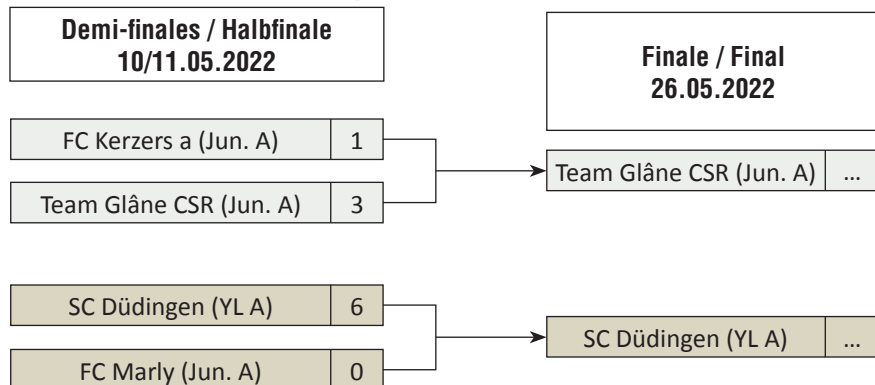 Demi-finales / Halbfinale
10/11.05.2022
Finale / Final
26.05.2022
FC Kerzers a (Jun. A) 1
Team Glâne CSR (Jun. A) 3
Team Glâne CSR (Jun. A) ...
SC Düdingen (YL A) 6
FC Marly (Jun. A) 0
SC Düdingen (YL A) ...